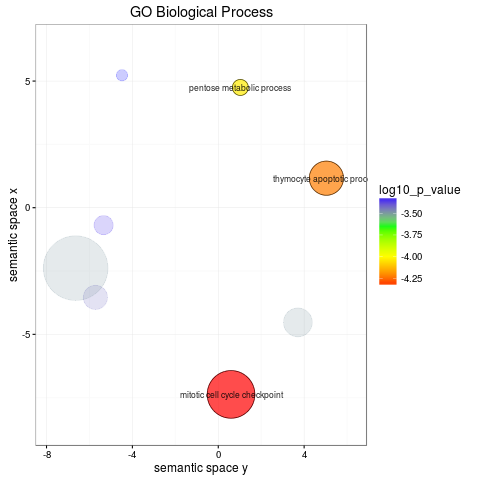 GO Biological Process
5
0
-5
-8
-4
0
4
semantic space x
semantic space y
pentose metabolic process
thymocyte apoptotic proc
mitotic cell cycle checkpoint
log10_p_value
-3.50
-3.75
-4.00
-4.25